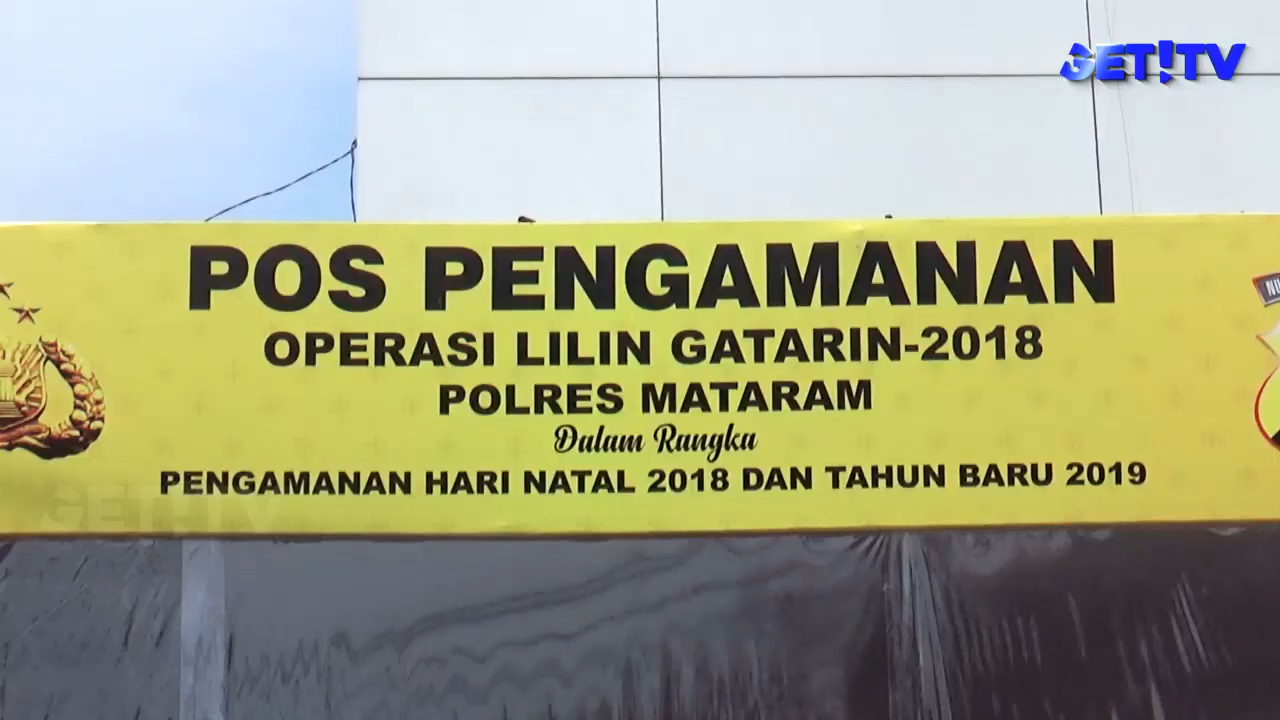 GET!TV
POS PENGAMANAN
OPERASI LILIN GATARIN-2018
POLRES MATARAM
Dalam Rangka
PENGAMANAN HARI NATAL 2018 DAN TAHUN BARU 2019